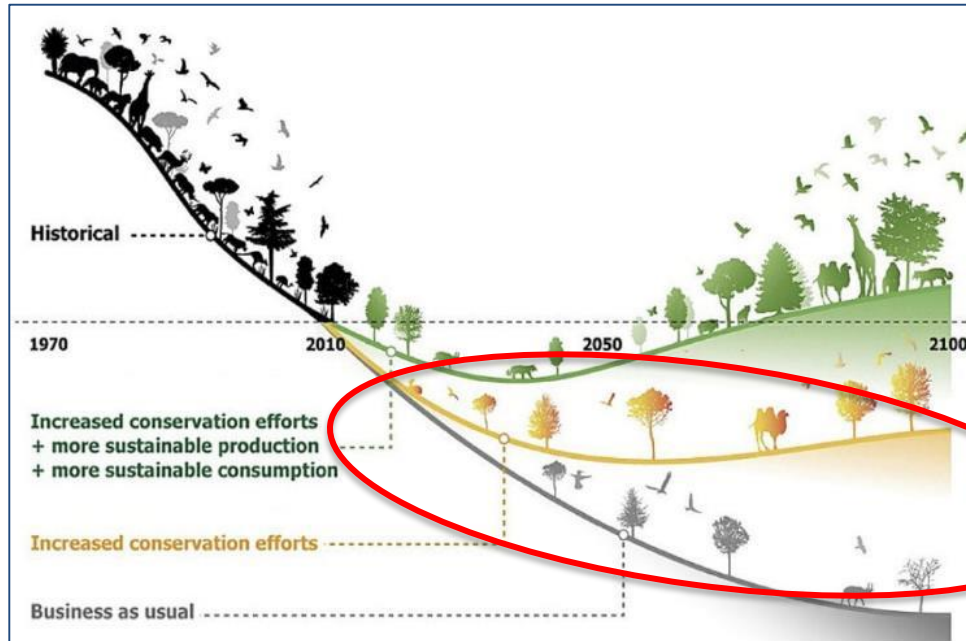 Historical
1970 2010 2050 2100
Increased conservation efforts
+ more sustainable production
+ more sustainable consumption
Increased conservation efforts
Business as usual